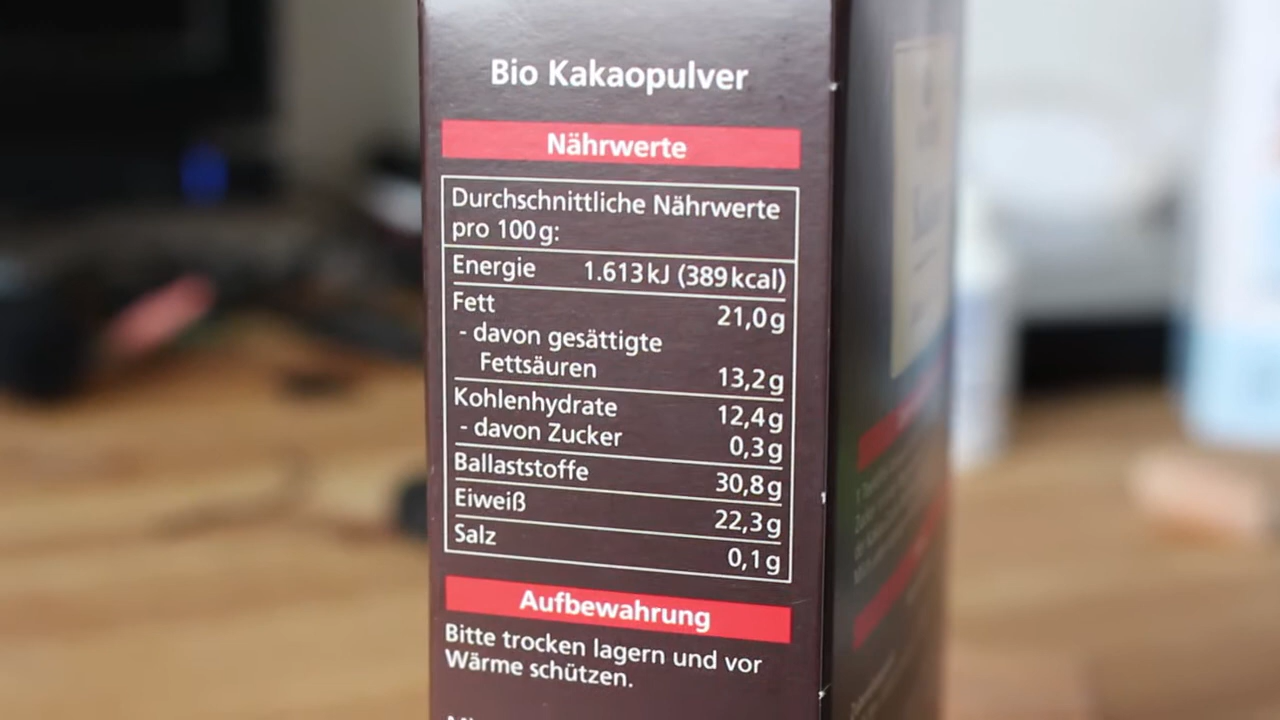 Bio Kakaopulver
Nährwerte
Durchschnittliche Nährwerte
pro 100 g:
Energie 1.613 kJ (389 kcal)
Fett 21,0 g
- davon gesättigte
Fettsäuren 13,2 g
Kohlenhydrate 12,4 g
- davon Zucker 0,3 g
Ballaststoffe 30,8 g
Eiweiß 22,3 g
Salz 0,1 g
Aufbewahrung
Bitte trocken lagern und vor
Wärme schützen.